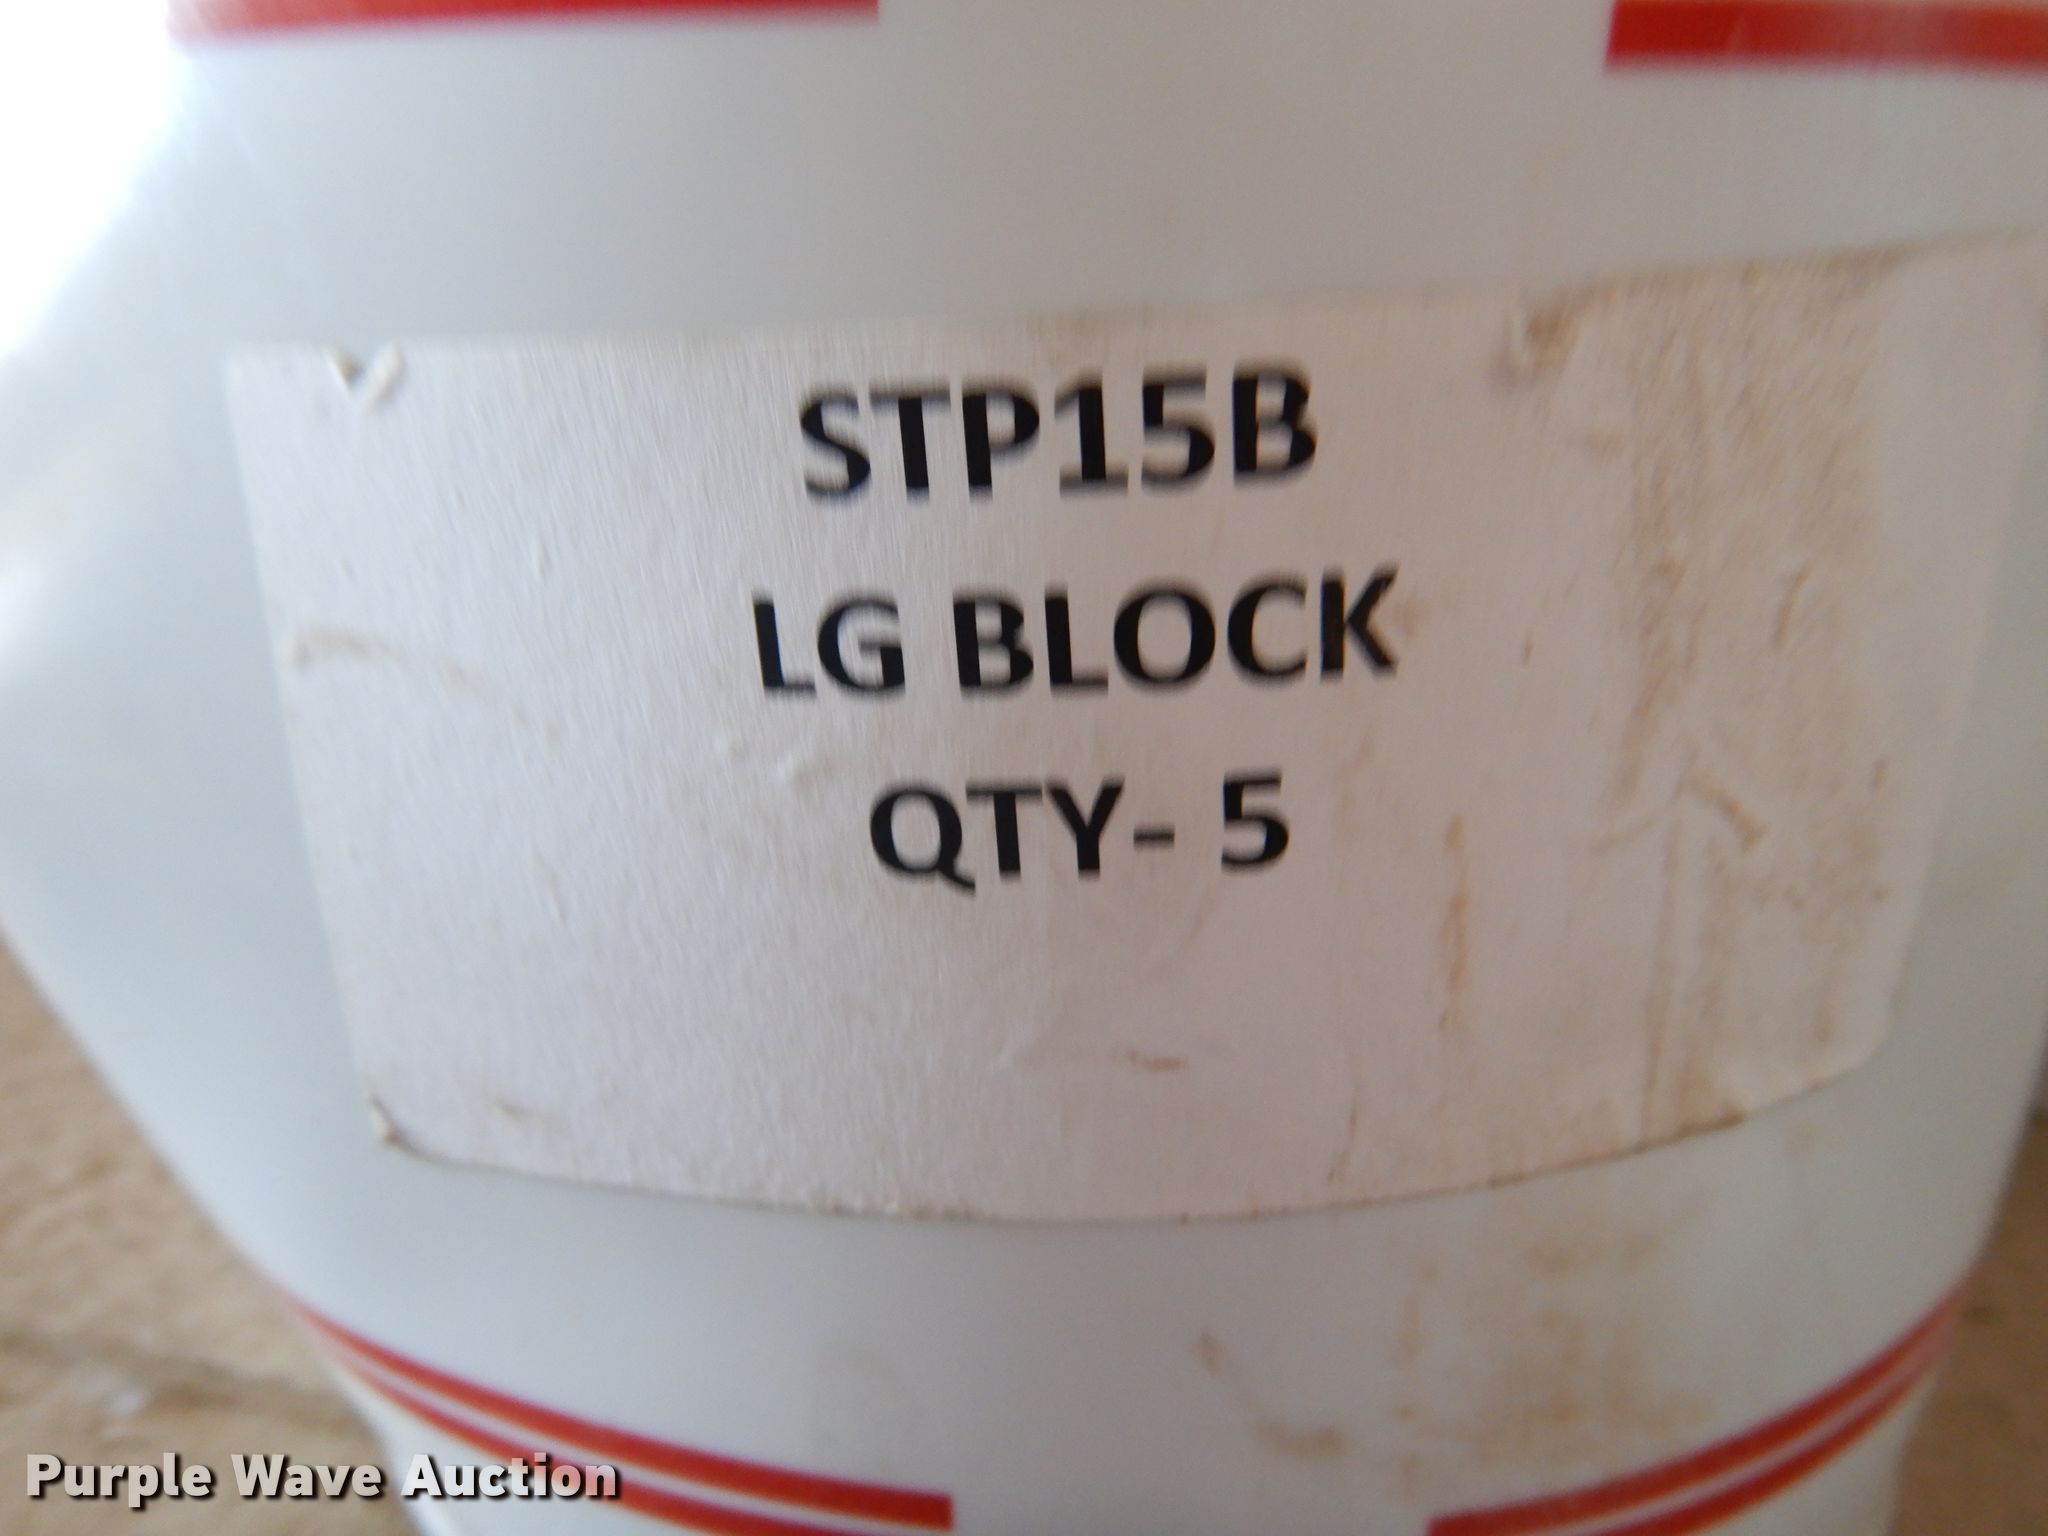 STP15B
LG BLOCK
QTY- 5
Purple Wave Auction